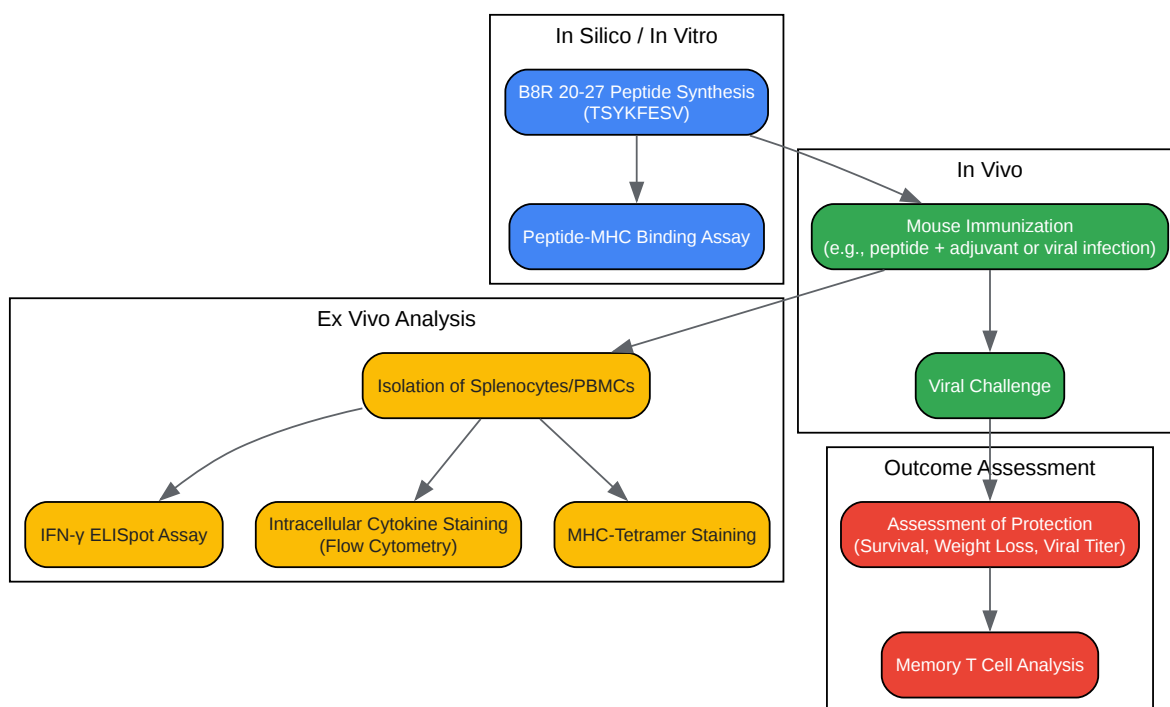 In Silico / In Vitro
B8R 20-27 Peptide Synthesis
(TSYKFESV)
Peptide-MHC Binding Assay
In Vivo
Mouse Immunization
(e.g., peptide + adjuvant or viral infection)
Viral Challenge
Ex Vivo Analysis
Isolation of Splenocytes/PBMCs
IFN-γ ELISpot Assay
Intracellular Cytokine Staining
(Flow Cytometry)
MHC-Tetramer Staining
Outcome Assessment
Assessment of Protection
(Survival, Weight Loss, Viral Titer)
Memory T Cell Analysis